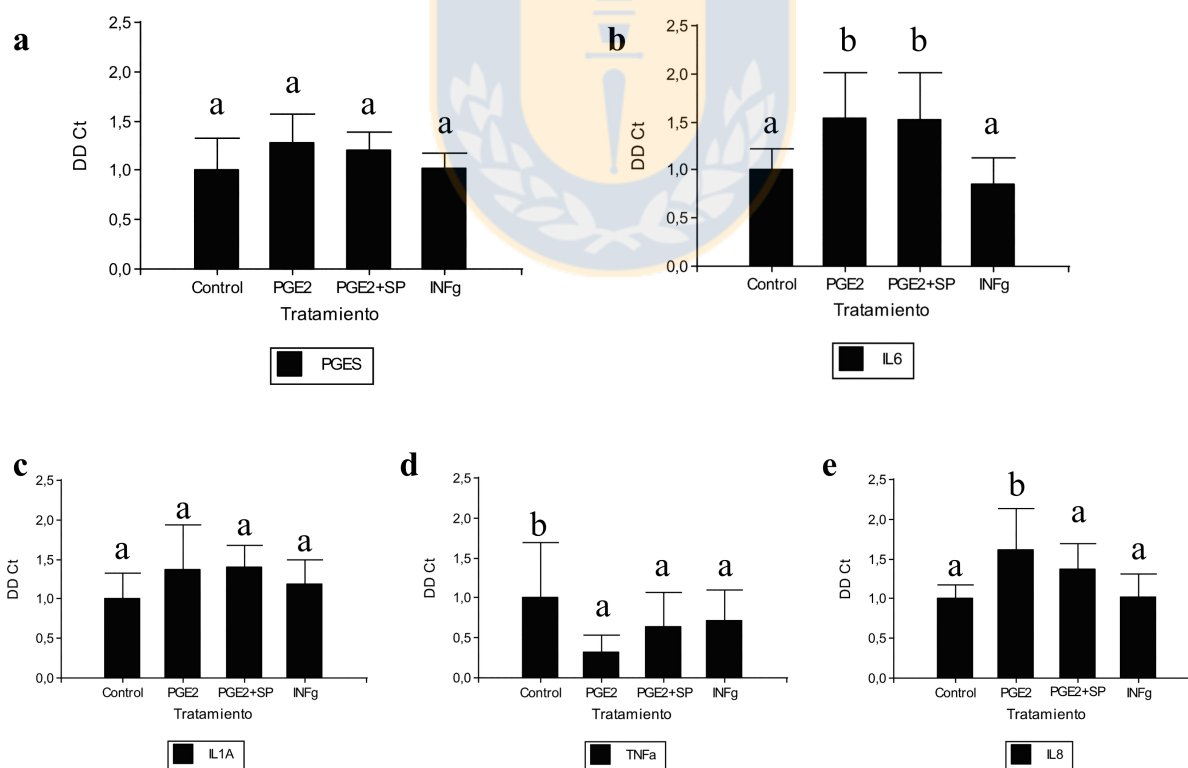 a
2,5
2,0
1,5
1,0
0,5
0,0
DD Ct
a
a
a
a
Control PGE2 PGE2+SP INFg
Tratamiento
PGES
b
2,5
2,0
1,5
1,0
0,5
0,0
DD Ct
a
b
b
a
Control PGE2 PGE2+SP INFg
Tratamiento
IL6
c
2,5
2,0
1,5
1,0
0,5
0,0
DD Ct
a
a
a
a
Control PGE2 PGE2+SP INFg
Tratamiento
IL1A
d
2,5
2,0
1,5
1,0
0,5
0,0
DD Ct
b
a
a
a
Control PGE2 PGE2+SP INFg
Tratamiento
TNFa
e
2,5
2,0
1,5
1,0
0,5
0,0
DD Ct
a
b
a
a
Control PGE2 PGE2+SP INFg
Tratamiento
IL8